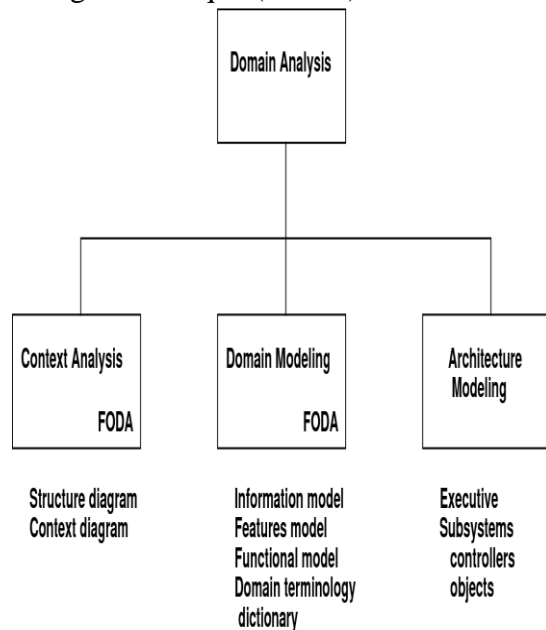 Domain Analysis
Context Analysis
FODA
Domain Modeling
FODA
Architecture
Modeling
Structure diagram
Context diagram
Information model
Features model
Functional model
Domain terminology
dictionary
Executive
Subsystems
controllers
objects